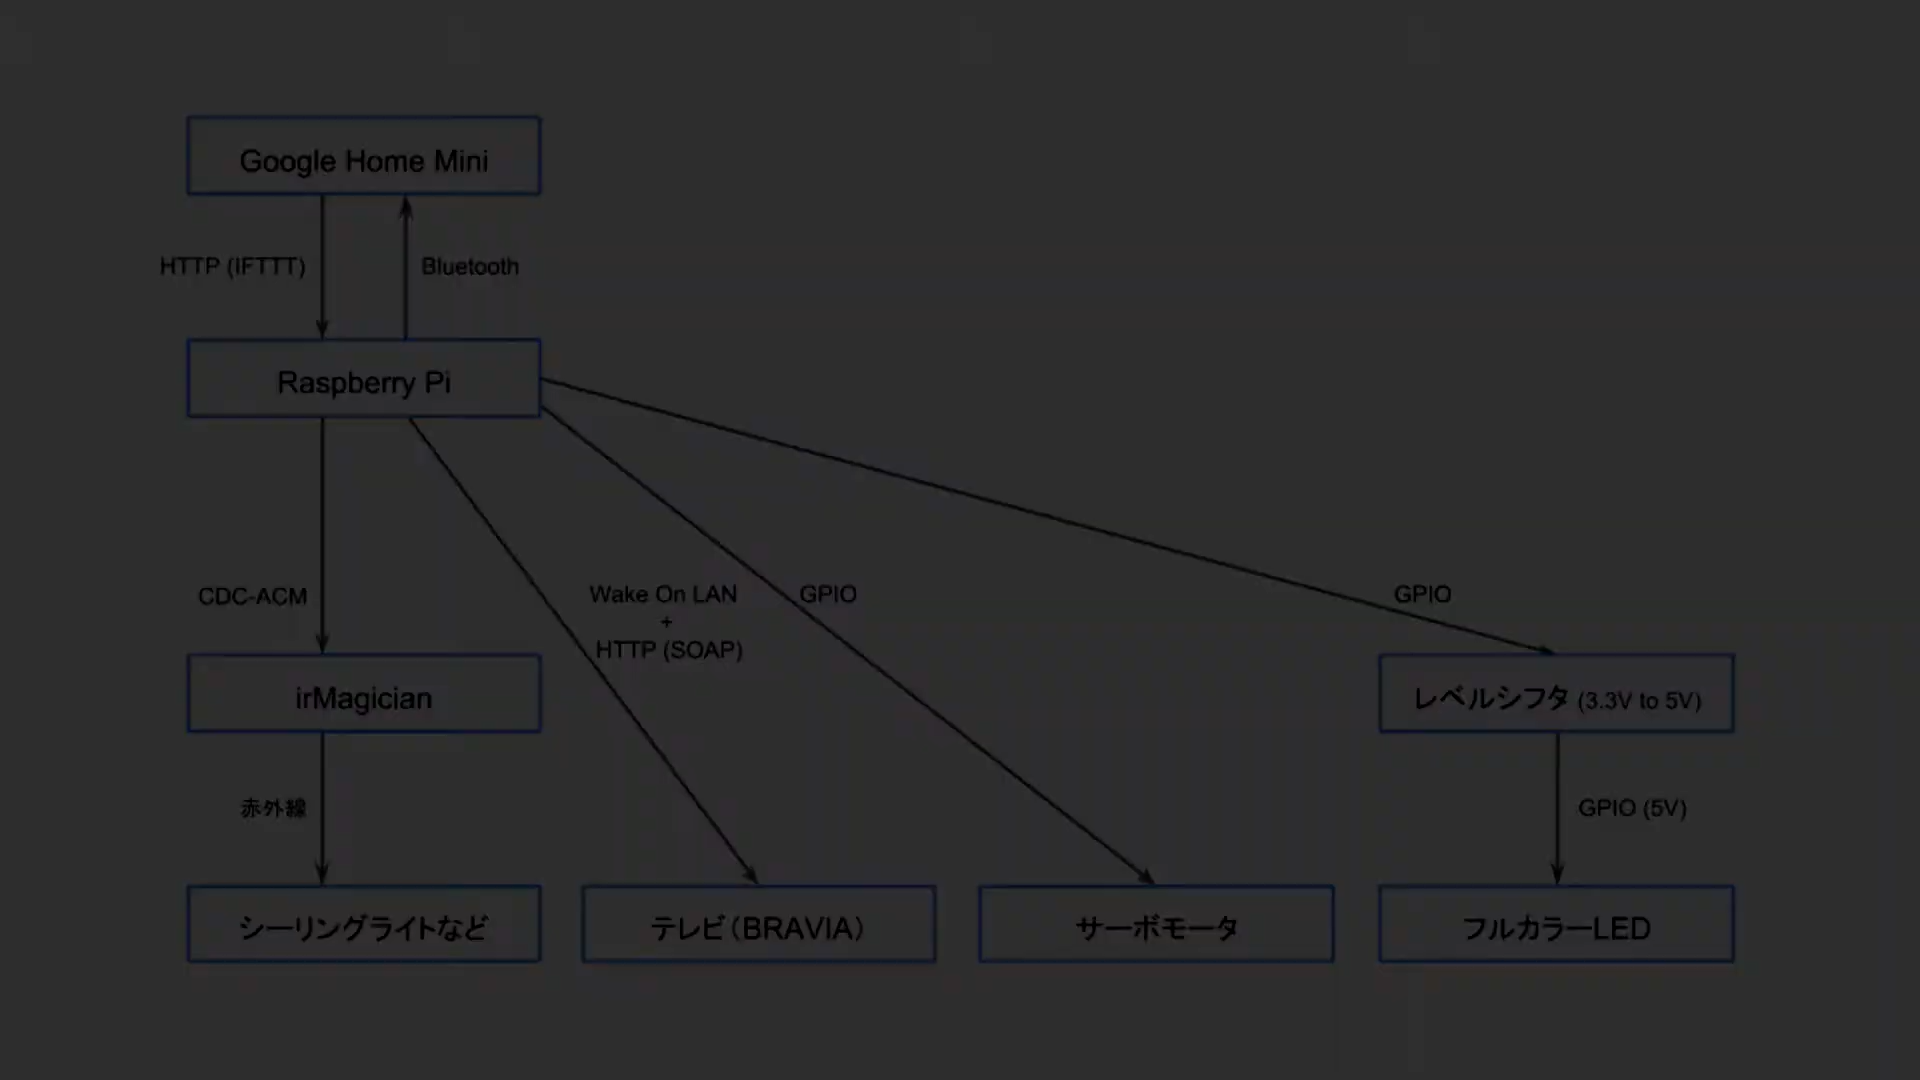 Google Home Mini
HTTP (IFTTT)
Bluetooth
Raspberry Pi
CDC-ACM
Wake On LAN
+
HTTP (SOAP)
GPIO
GPIO
irMagician
レベルシフタ (3.3V to 5V)
赤外線
GPIO (5V)
シーリングライトなど
テレビ（BRAVIA）
サーボモータ
フルカラーLED